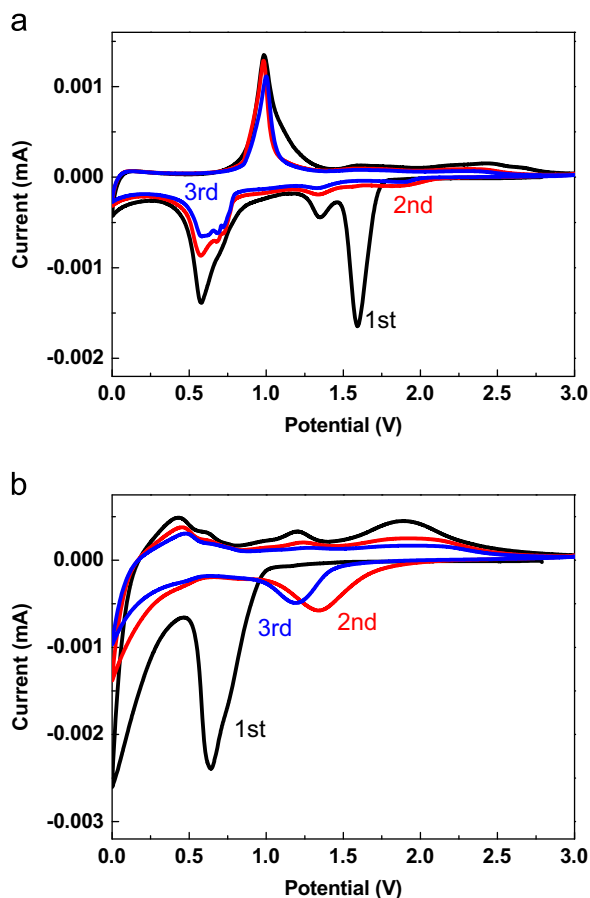 a
0.001
0.000
-0.001
-0.002
Current (mA)
3rd
2nd
1st
0.0 0.5 1.0 1.5 2.0 2.5 3.0
Potential (V)
b
0.000
-0.001
-0.002
-0.003
Current (mA)
3rd 2nd
1st
0.0 0.5 1.0 1.5 2.0 2.5 3.0
Potential (V)